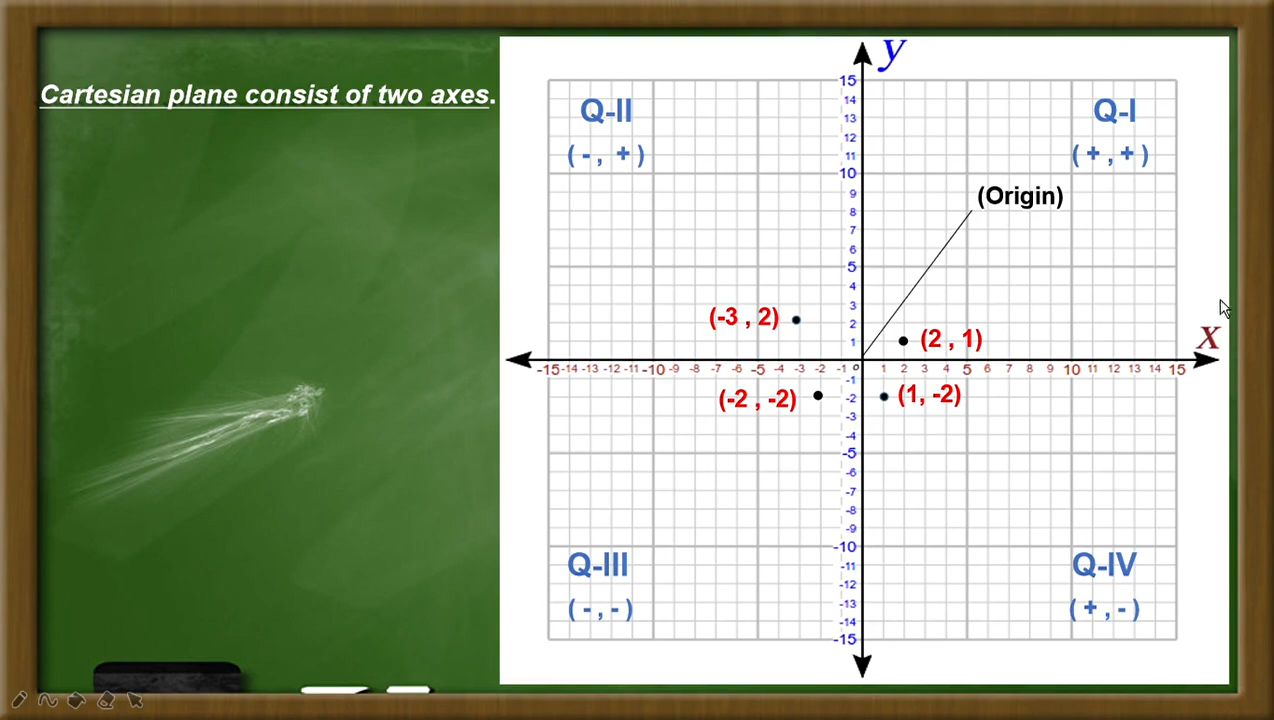 Cartesian plane consist of two axes.
y
Q-II
Q-I
( - , + )
( + , + )
(Origin)
(-3 , 2)
(2 , 1)
x
(-2 , -2)
(1, -2)
Q-III
Q-IV
( - , - )
( + , - )
15
14
13
12
11
10
9
8
7
6
5
4
3
2
1
-15 -14 -13 -12 -11 -10 -9 -8 -7 -6 -5 -4 -3 -2 -1 o 1 2 3 4 5 6 7 8 9 10 11 12 13 14 15
-1
-2
-3
-4
-5
-6
-7
-8
-9
-10
-11
-12
-13
-14
-15